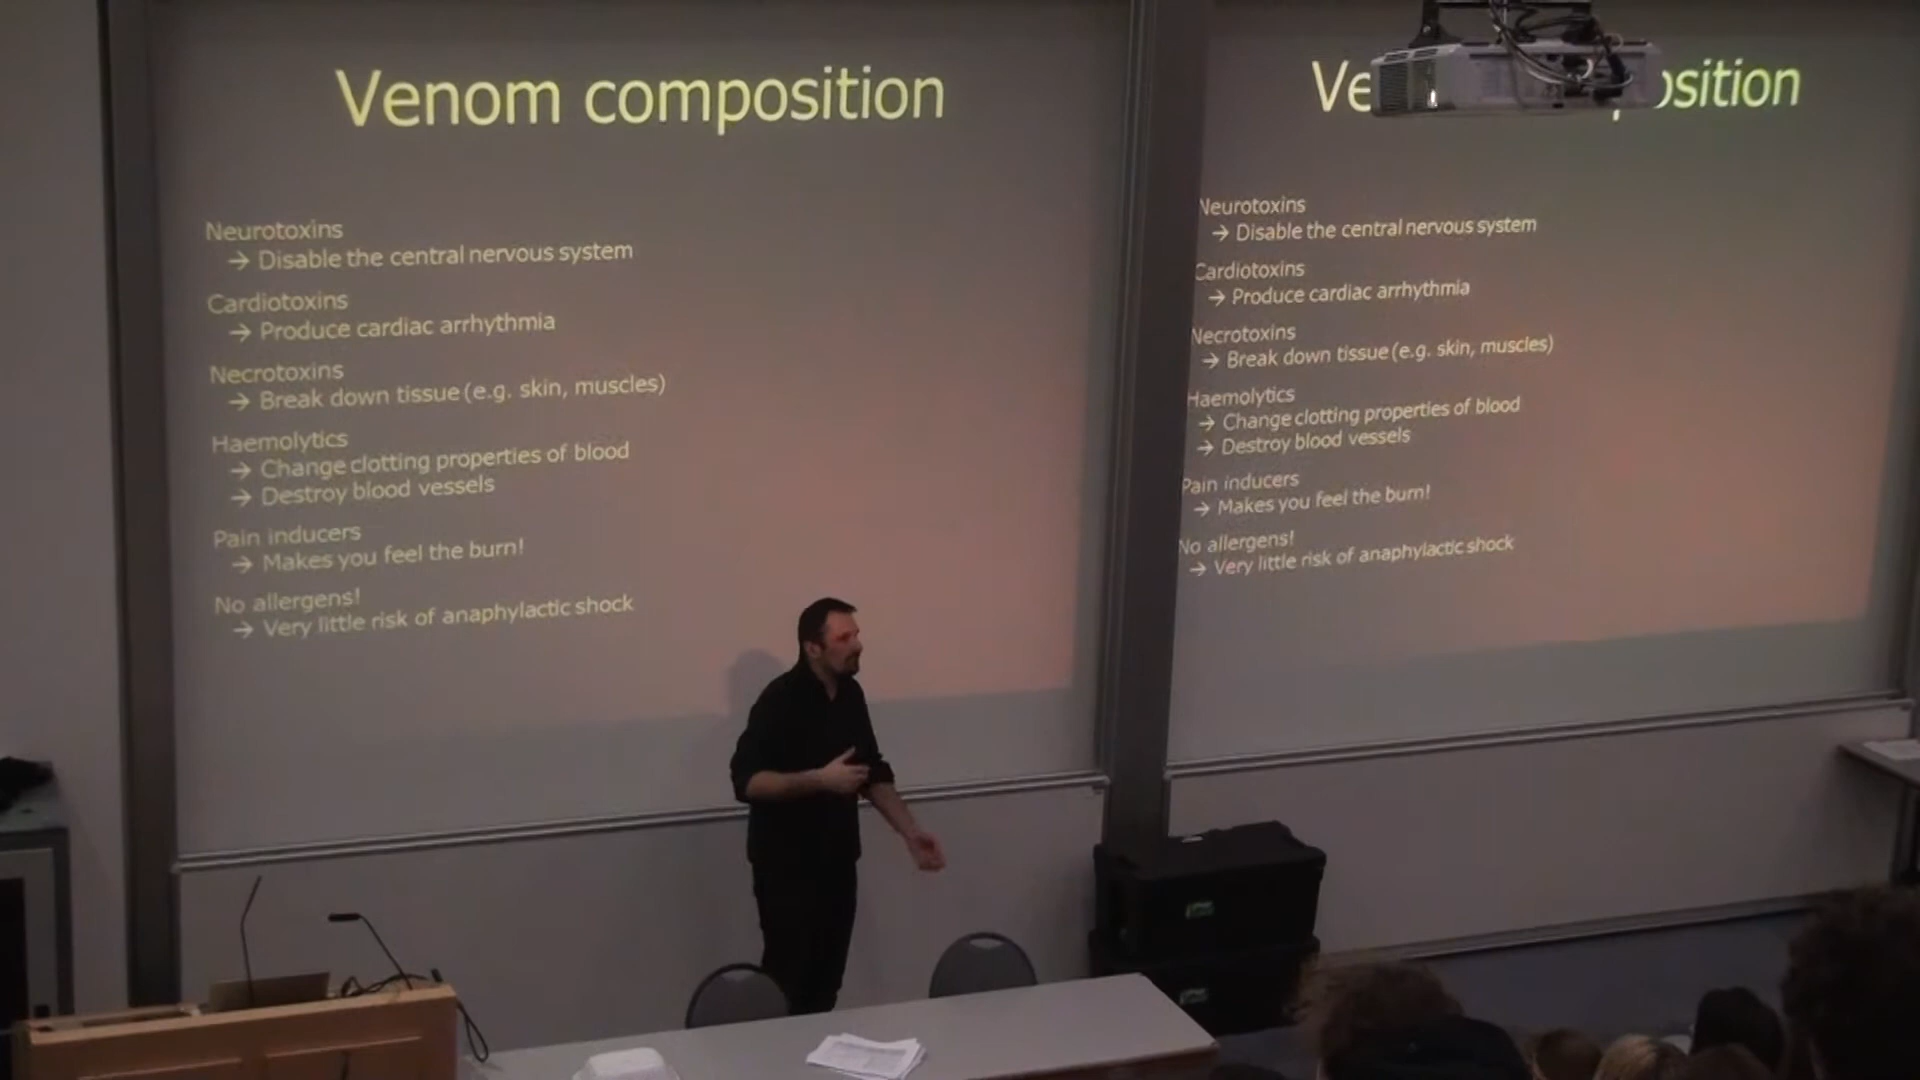 Venom composition
Neurotoxins
→ Disable the central nervous system
Cardiotoxins
→ Produce cardiac arrhythmia
Necrotoxins
→ Break down tissue (e.g. skin, muscles)
Haemolytics
→ Change clotting properties of blood
→ Destroy blood vessels
Pain inducers
→ Makes you feel the burn!
No allergens!
→ Very little risk of anaphylactic shock
Ve osition
Neurotoxins
→ Disable the central nervous system
Cardiotoxins
→ Produce cardiac arrhythmia
Necrotoxins
→ Break down tissue (e.g. skin, muscles)
Haemolytics
→ Change clotting properties of blood
→ Destroy blood vessels
Pain inducers
→ Makes you feel the burn!
No allergens!
→ Very little risk of anaphylactic shock